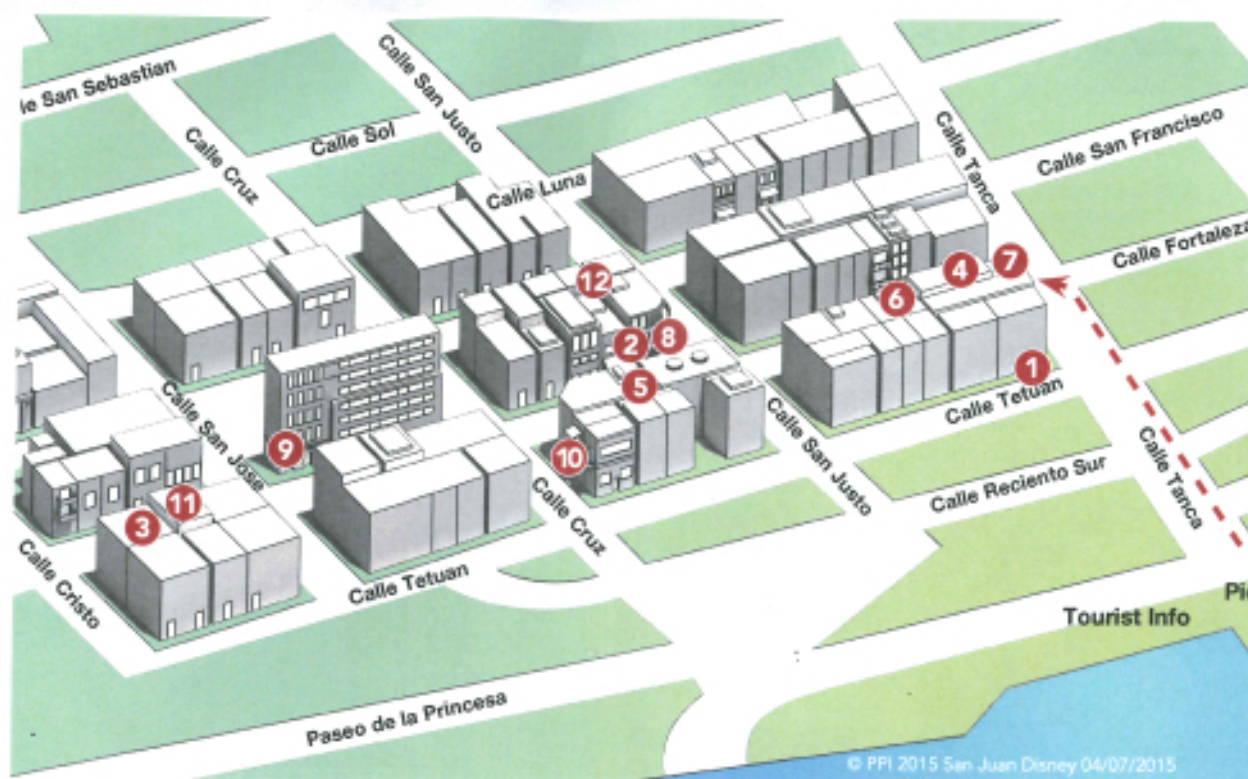 le San Sebastian
Calle San Justo
Calle Cruz
Calle Sol
Calle Luna
Calle Tanca
Calle San Francisco
Calle Fortaleza
12
4
7
6
2
8
5
1
Calle Tetuan
Calle San Jose
9
10
Calle San Justo
Calle Reciento Sur
Calle Tanca
11
3
Calle Cruz
Calle Cristo
Calle Tetuan
Pi
Tourist Info
Paseo de la Princesa
© PPI 2015 San Juan Disney 04/07/2015